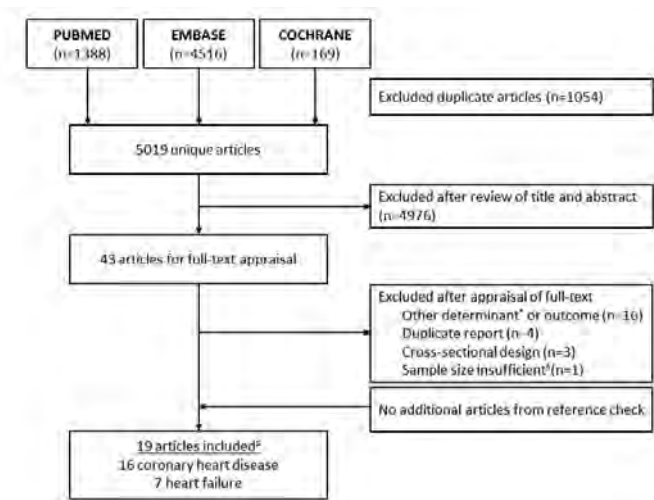 PUBMED
(n=1388)
EMBASE
(n=4516)
COCHRANE
(n=169)
Excluded duplicate articles (n=1054)
5019 unique articles
Excluded after review of title and abstract
(n=4976)
43 articles for full-text appraisal
Excluded after appraisal of full-text
Other determinant* or outcome (n=16)
Duplicate report (n=4)
Cross-sectional design (n=3)
Sample size insufficient (n=1)
No additional articles from reference check
19 articles included
16 coronary heart disease
7 heart failure